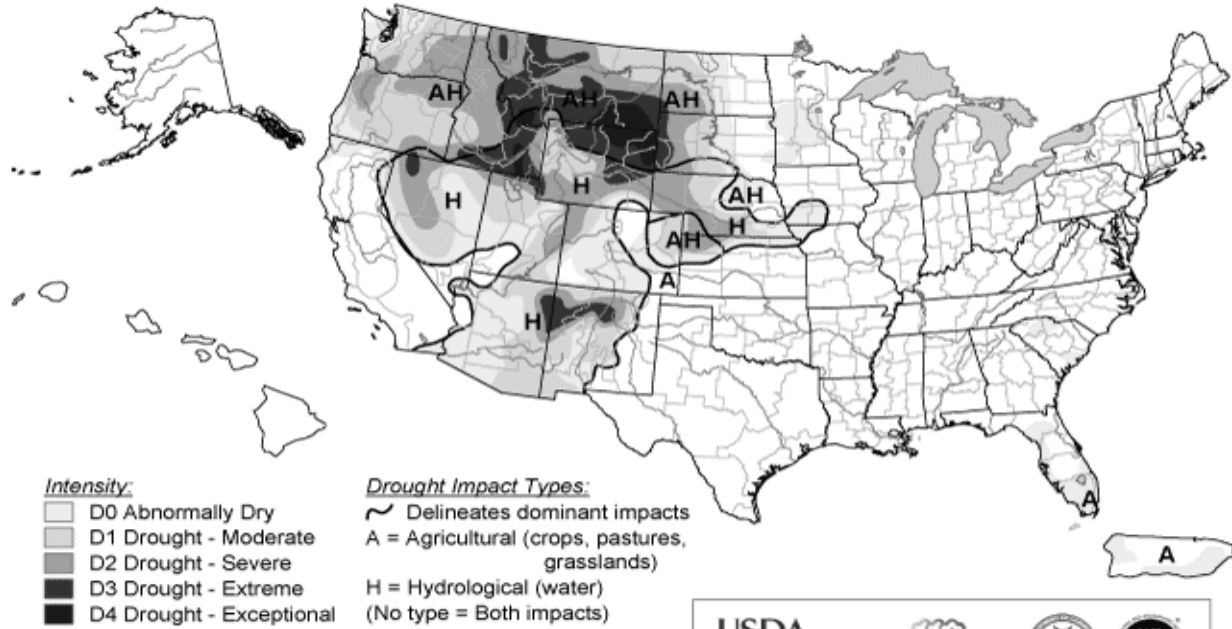 AH
AH
AH
H
H
AH
H
AH
A
H
A
A
Intensity:
D0 Abnormally Dry
D1 Drought - Moderate
D2 Drought - Severe
D3 Drought - Extreme
D4 Drought - Exceptional
Drought Impact Types:
Delineates dominant impacts
A = Agricultural (crops, pastures,
grasslands)
H = Hydrological (water)
(No type = Both impacts)
USDA